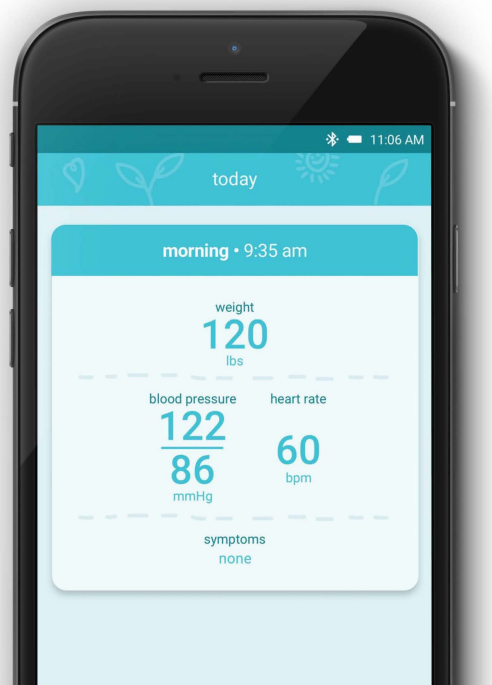 11:06 AM
today
morning • 9:35 am
weight
120
lbs
blood pressure heart rate
122
86
60
mmHg
bpm
symptoms
none